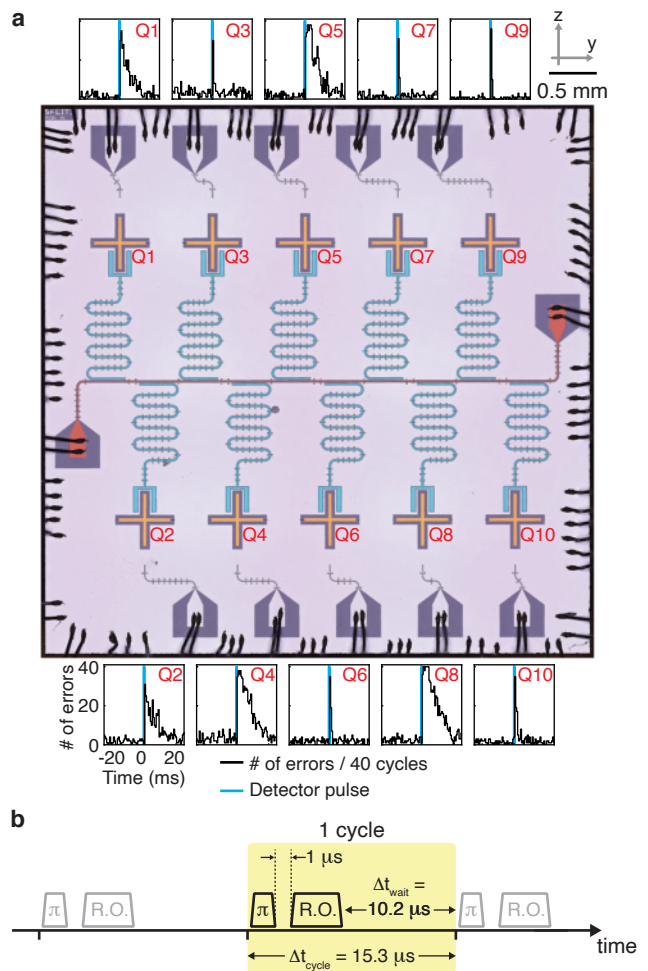 a
Q1 Q3 Q5 Q7 Q9
z
y
0.5 mm
Q1 Q3 Q5 Q7 Q9
Q2 Q4 Q6 Q8 Q10
# of errors
40
20
0
Q2 Q4 Q6 Q8 Q10
-20 0 20
Time (ms)
# of errors / 40 cycles
Detector pulse
b
1 cycle
1 μs
π R.O. π R.O. Δtwait = 10.2 μs π R.O.
time
Δtcycle = 15.3 μs